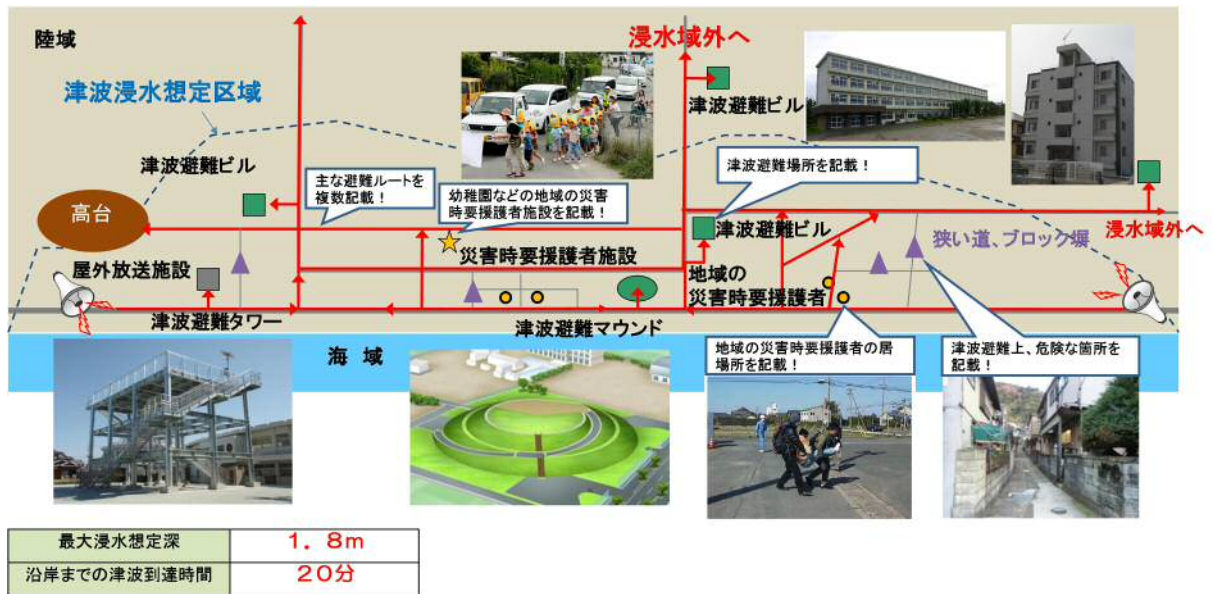 陸域
浸水域外へ
津波浸水想定区域
津波避難ビル
津波避難ビル
津波避難場所を記載！
主な避難ルートを
複数記載！
幼稚園などの地域の災害
時要援護者施設を記載！
高台
津波避難ビル
狭い道、ブロック塀
浸水域外へ
災害時要援護者施設
屋外放送施設
地域の
災害時要援護者
津波避難タワー
津波避難マウンド
海域
地域の災害時要援護者の居
場所を記載！
津波避難上、危険な箇所を
記載！
最大浸水想定深 1．8m
沿岸までの津波到達時間 20分